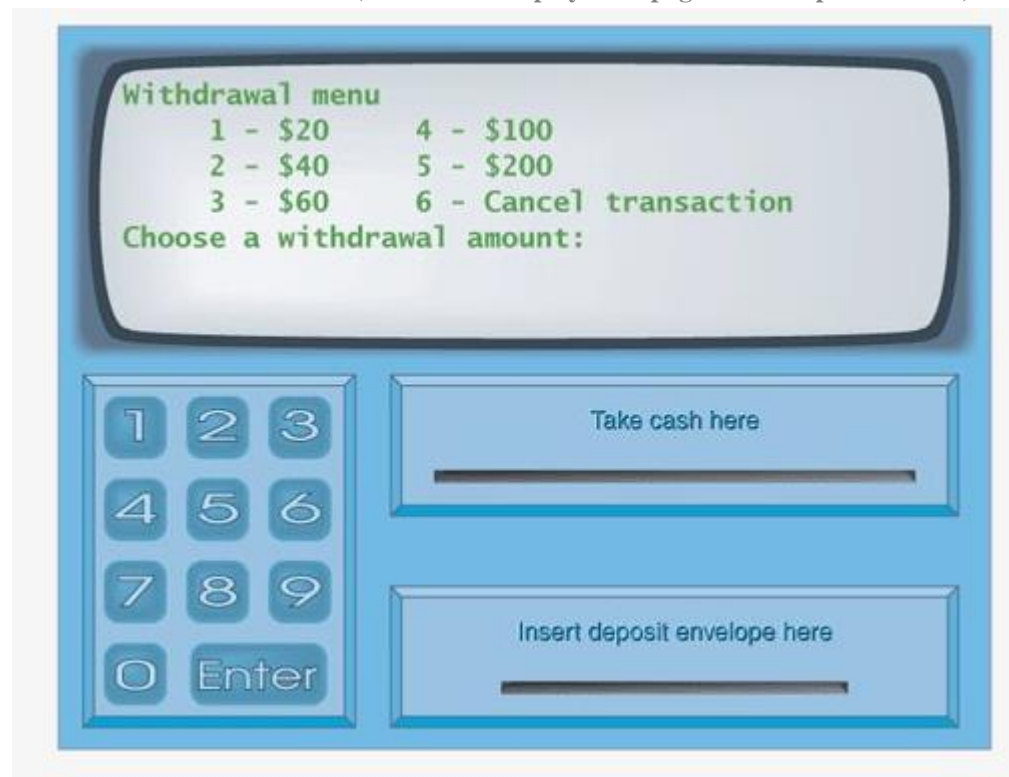 Withdrawal menu
1 - $20 4 - $100
2 - $40 5 - $200
3 - $60 6 - Cancel transaction
Choose a withdrawal amount:
1 2 3
4 5 6
7 8 9
0 Enter
Take cash here
Insert deposit envelope here